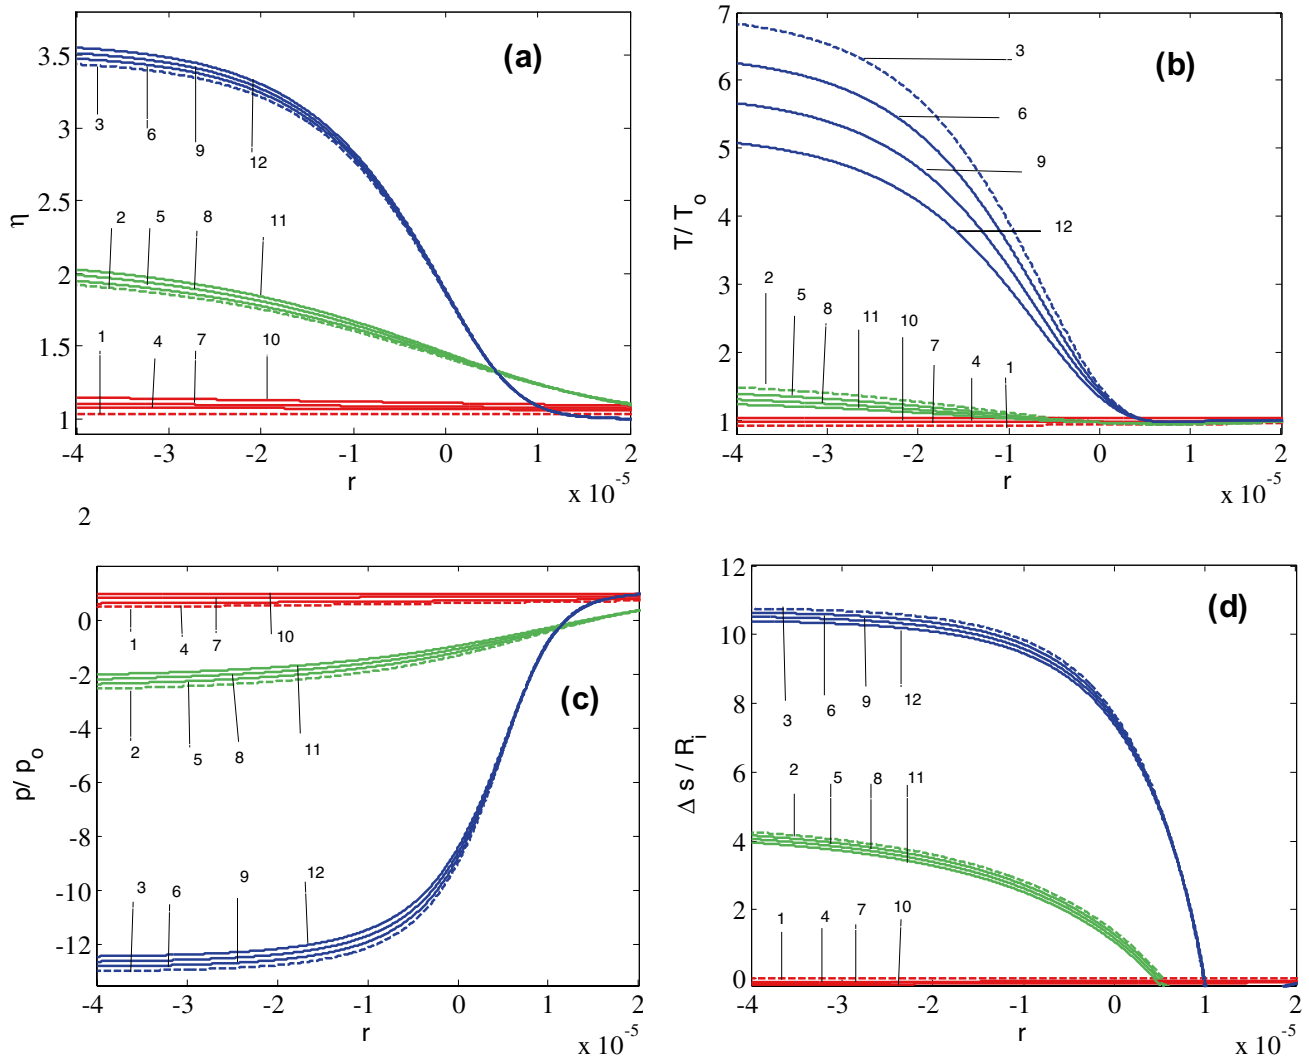 (a)
3.5
3
2.5
2
1.5
1
η
3 6 9 12
2 5 8 11
1 4 7 10
-4 -3 -2 -1 0 1 2
r
x 10⁻⁵
(b)
7
6
5
4
3
2
1
T/ T₀
3
6
9
12
2 5 8 11 10 7 4 1
-4 -3 -2 -1 0 1 2
r
x 10⁻⁵
2
(c)
0
-2
-4
-6
-8
-10
-12
p/ p₀
1 4 7 10
2 5 8 11
3 6 9 12
-4 -3 -2 -1 0 1 2
r
x 10⁻⁵
(d)
12
10
8
6
4
2
0
Δ s / Rᵢ
3 6 9 12
2 5 8 11
1 4 7 10
-4 -3 -2 -1 0 1 2
r
x 10⁻⁵